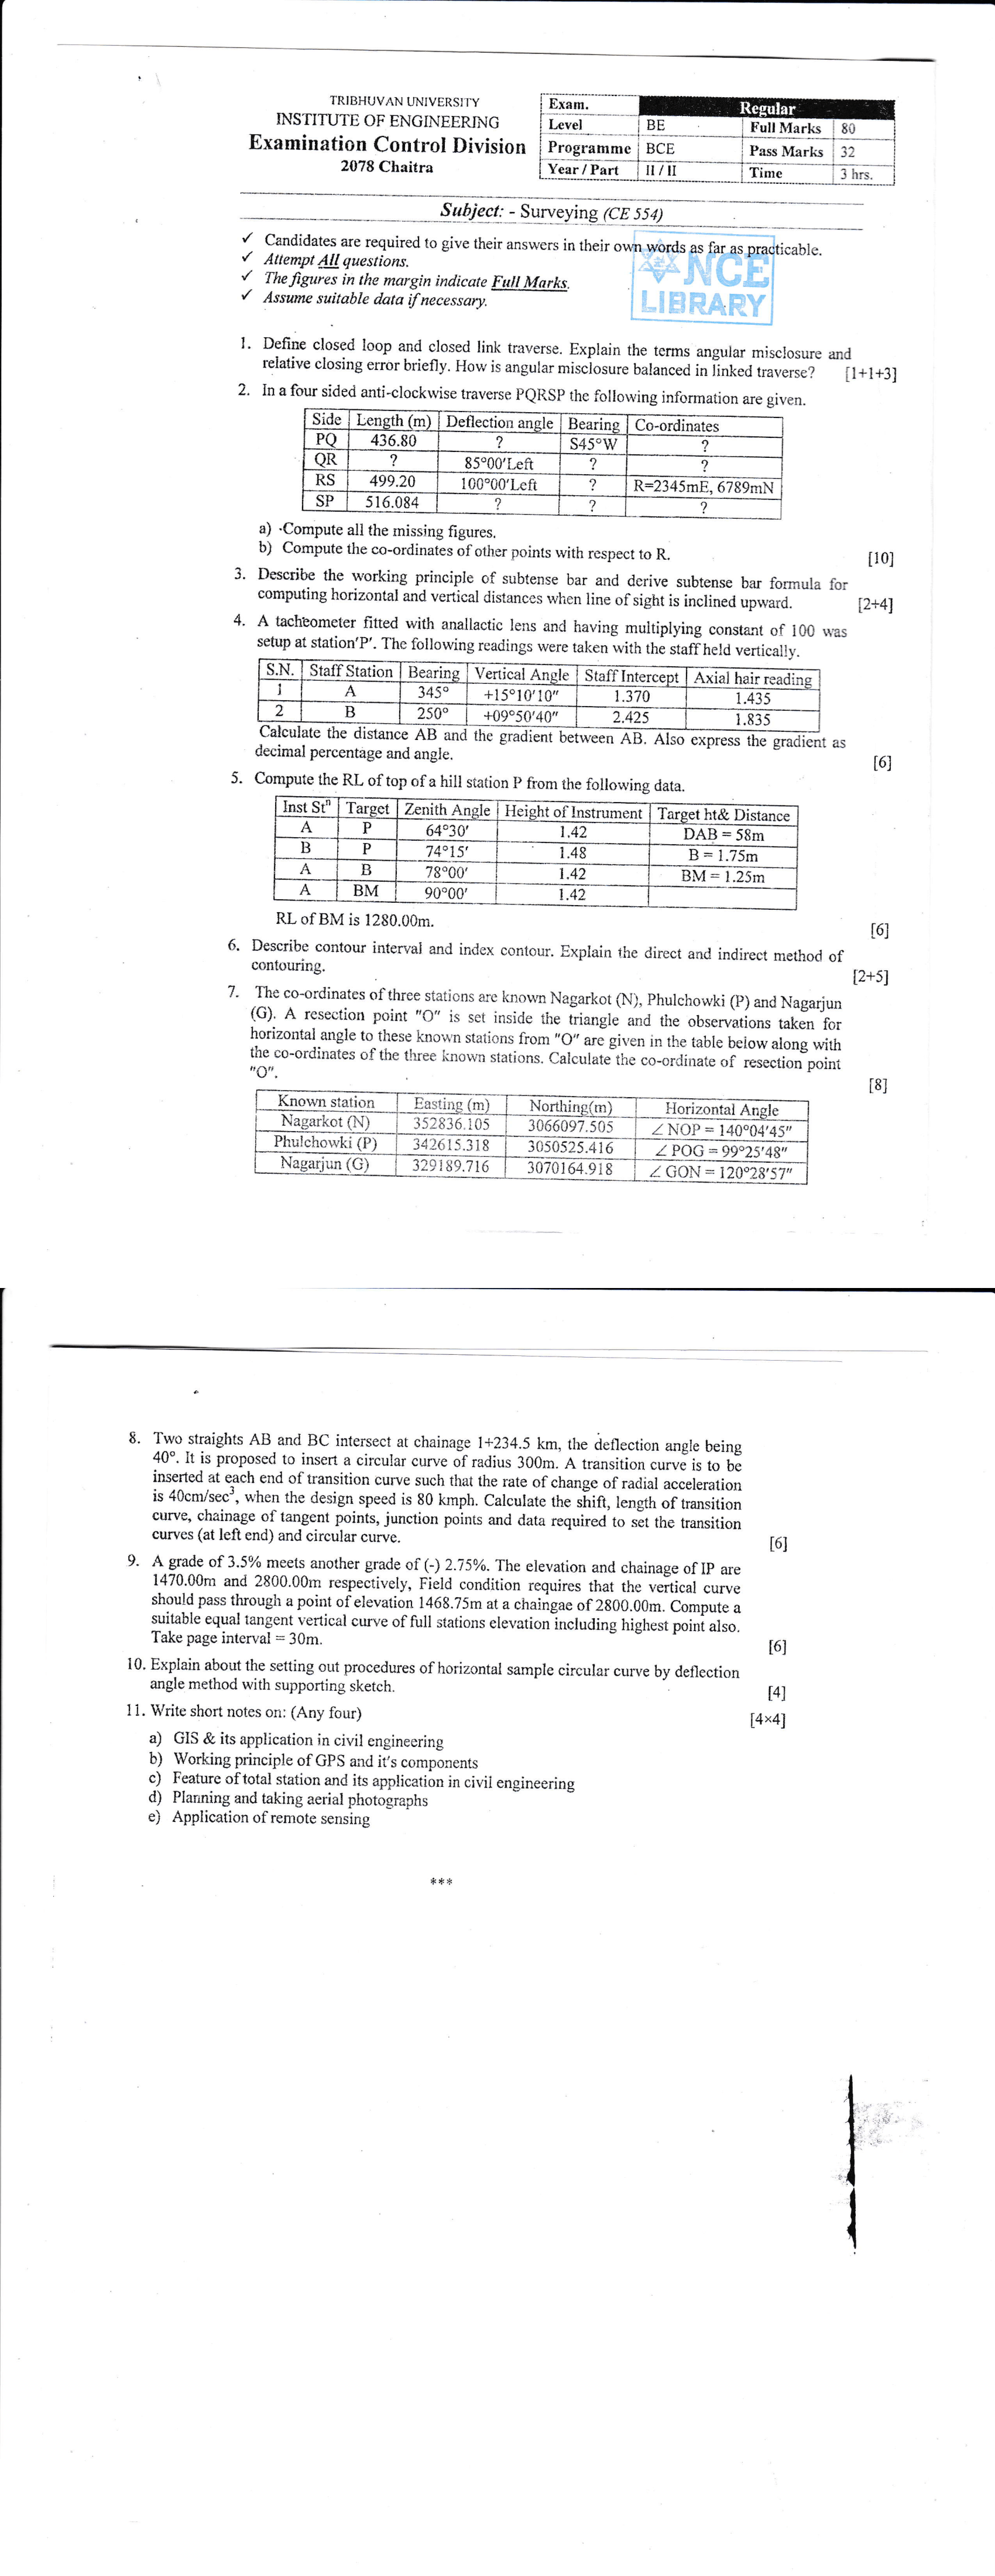 TRIBHUVAN UNIVERSITY
INSTITUTE OF ENGINEERING
Examination Control Division
2078 Chaitra
Exam. Regular
Level BE Full Marks 80
Programme BCE Pass Marks 32
Year / Part II / II Time 3 hrs.
Subject: - Surveying (CE 554)
✓ Candidates are required to give their answers in their own words as far as practicable.
✓ Attempt All questions.
✓ The figures in the margin indicate Full Marks.
✓ Assume suitable data if necessary.
NCE
LIBRARY
1. Define closed loop and closed link traverse. Explain the terms angular misclosure and
relative closing error briefly. How is angular misclosure balanced in linked traverse? [1+1+3]
2. In a four sided anti-clockwise traverse PQRSP the following information are given.
Side Length (m) Deflection angle Bearing Co-ordinates
PQ 436.80 ? S45°W ?
QR ? 85°00'Left ? ?
RS 499.20 100°00'Left ? R=2345mE, 6789mN
SP 516.084 ? ? ?
a) Compute all the missing figures.
b) Compute the co-ordinates of other points with respect to R. [10]
3. Describe the working principle of subtense bar and derive subtense bar formula for
computing horizontal and vertical distances when line of sight is inclined upward. [2+4]
4. A tacheometer fitted with anallactic lens and having multiplying constant of 100 was
setup at station'P'. The following readings were taken with the staff held vertically.
S.N. Staff Station Bearing Vertical Angle Staff Intercept Axial hair reading
1 A 345° +15°10'10" 1.370 1.435
2 B 250° +09°50'40" 2.425 1.835
Calculate the distance AB and the gradient between AB. Also express the gradient as
decimal percentage and angle. [6]
5. Compute the RL of top of a hill station P from the following data.
Inst Stn Target Zenith Angle Height of Instrument Target ht& Distance
A P 64°30' 1.42 DAB = 58m
B P 74°15' 1.48 B = 1.75m
A B 78°00' 1.42 BM = 1.25m
A BM 90°00' 1.42
RL of BM is 1280.00m. [6]
6. Describe contour interval and index contour. Explain the direct and indirect method of
contouring. [2+5]
7. The co-ordinates of three stations are known Nagarkot (N), Phulchowki (P) and Nagarjun
(G). A resection point "O" is set inside the triangle and the observations taken for
horizontal angle to these known stations from "O" are given in the table below along with
the co-ordinates of the three known stations. Calculate the co-ordinate of resection point
"O". [8]
Known station Easting (m) Northing(m) Horizontal Angle
Nagarkot (N) 352836.105 3066097.505 ∠ NOP = 140°04'45"
Phulchowki (P) 342615.318 3050525.416 ∠ POG = 99°25'48"
Nagarjun (G) 329189.716 3070164.918 ∠ GON = 120°28'57"
8. Two straights AB and BC intersect at chainage 1+234.5 km, the deflection angle being
40°. It is proposed to insert a circular curve of radius 300m. A transition curve is to be
inserted at each end of transition curve such that the rate of change of radial acceleration
is 40cm/sec³, when the design speed is 80 kmph. Calculate the shift, length of transition
curve, chainage of tangent points, junction points and data required to set the transition
curves (at left end) and circular curve. [6]
9. A grade of 3.5% meets another grade of (-) 2.75%. The elevation and chainage of IP are
1470.00m and 2800.00m respectively, Field condition requires that the vertical curve
should pass through a point of elevation 1468.75m at a chaingae of 2800.00m. Compute a
suitable equal tangent vertical curve of full stations elevation including highest point also.
Take page interval = 30m. [6]
10. Explain about the setting out procedures of horizontal sample circular curve by deflection
angle method with supporting sketch. [4]
11. Write short notes on: (Any four) [4×4]
a) GIS & its application in civil engineering
b) Working principle of GPS and it's components
c) Feature of total station and its application in civil engineering
d) Planning and taking aerial photographs
e) Application of remote sensing
***